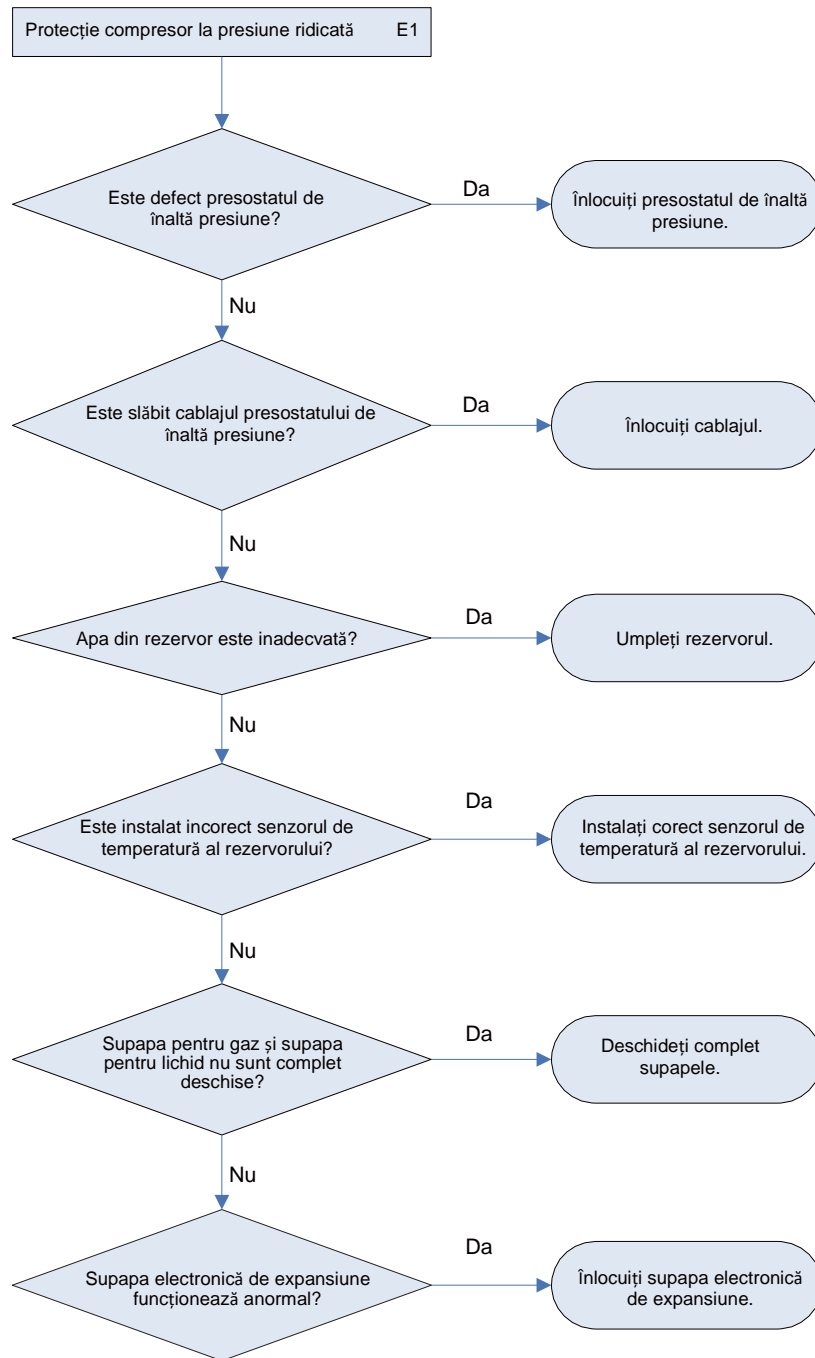 Protecție compresor la presiune ridicată E1
Este defect presostatul de
înaltă presiune?
Da
Înlocuiți presostatul de înaltă
presiune.
Nu
Este slăbit cablajul presostatului de
înaltă presiune?
Da
Înlocuiți cablajul.
Nu
Apa din rezervor este inadecvată?
Da
Umpleți rezervorul.
Nu
Este instalat incorect senzorul de
temperatură al rezervorului?
Da
Instalați corect senzorul de
temperatură al rezervorului.
Nu
Supapa pentru gaz și supapa
pentru lichid nu sunt complet
deschise?
Da
Deschideți complet
supapele.
Nu
Supapa electronică de expansiune
funcționează anormal?
Da
Înlocuiți supapa electronică
de expansiune.